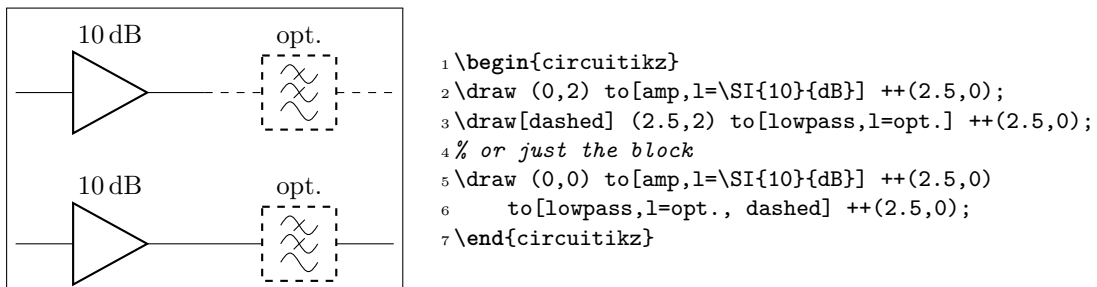 10 dB opt.
10 dB opt.
1 \begin{circuitikz}
2 \draw (0,2) to[amp,l=\SI{10}{dB}] ++(2.5,0);
3 \draw[dashed] (2.5,2) to[lowpass,l=opt.] ++(2.5,0);
4 % or just the block
5 \draw (0,0) to[amp,l=\SI{10}{dB}] ++(2.5,0)
6     to[lowpass,l=opt., dashed] ++(2.5,0);
7 \end{circuitikz}